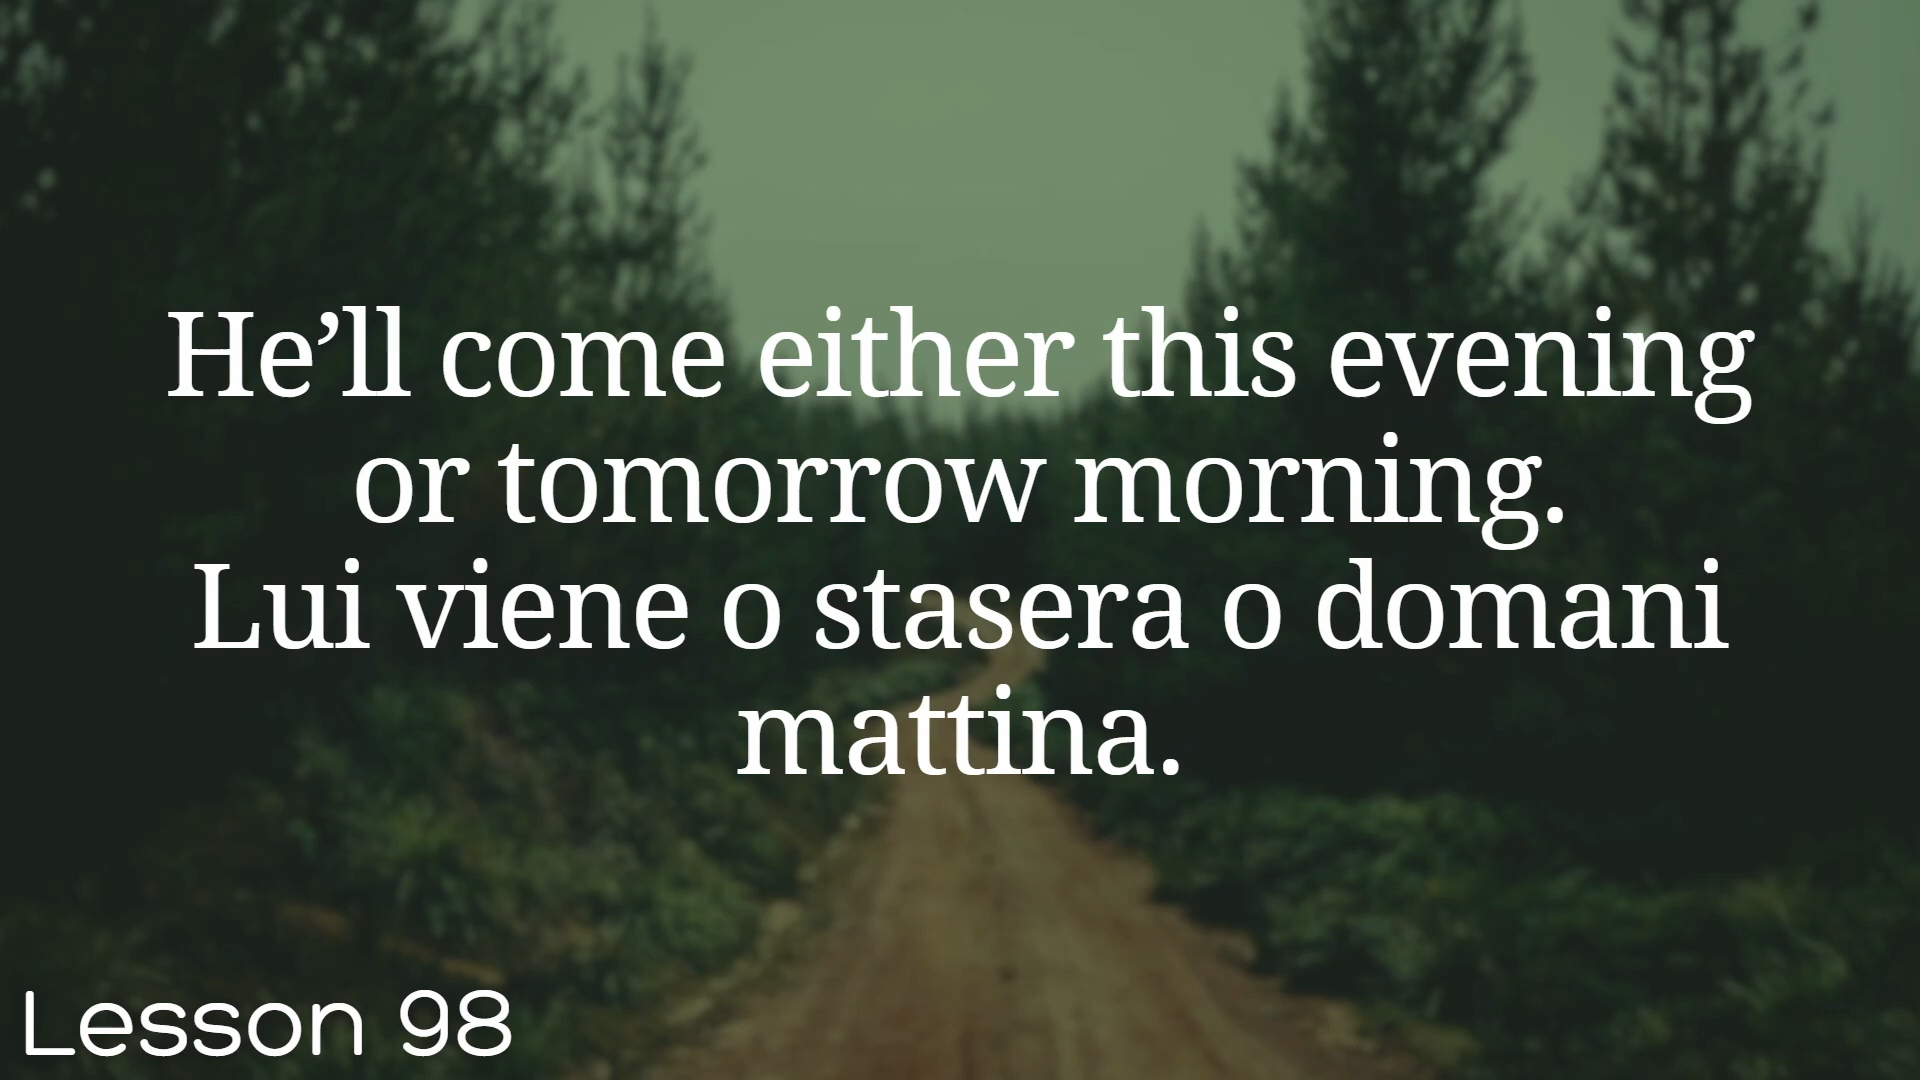 He’ll come either this evening
or tomorrow morning.
Lui viene o stasera o domani
mattina.
Lesson 98